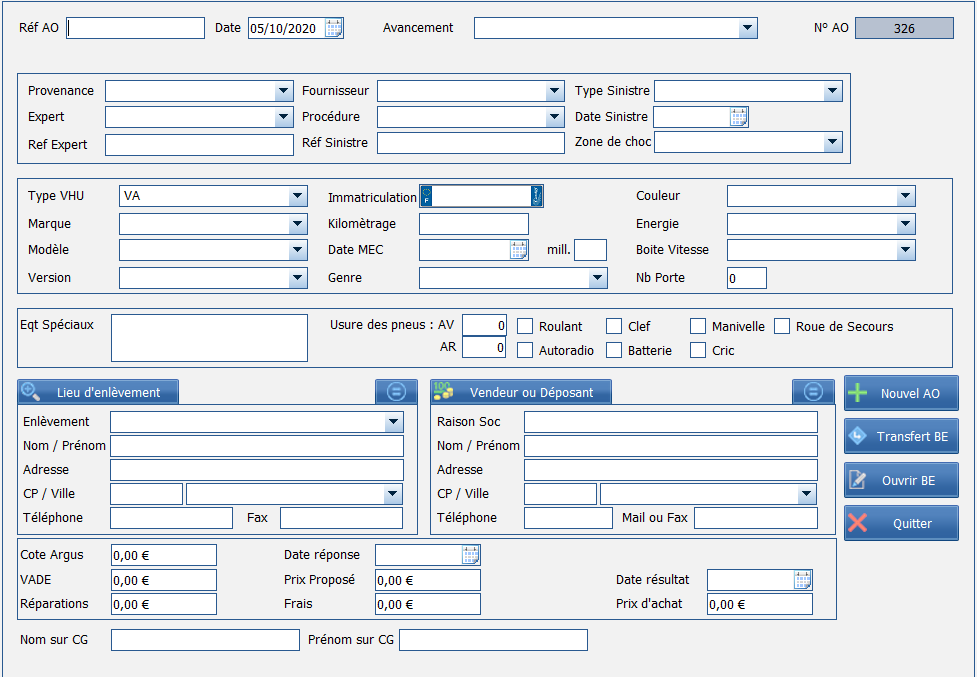 Réf AO Date 05/10/2020 Avancement N° AO 326
Provenance Fournisseur Type Sinistre
Expert Procédure Date Sinistre
Ref Expert Réf Sinistre Zone de choc
Type VHU VA Immatriculation F Couleur
Marque Kilomètrage Energie
Modèle Date MEC mill. Boite Vitesse
Version Genre Nb Porte 0
Eqt Spéciaux Usure des pneus : AV 0 Roulant Clef Manivelle Roue de Secours
AR 0 Autoradio Batterie Cric
Lieu d'enlèvement 100 Vendeur ou Déposant Nouvel AO
Enlèvement Raison Soc
Nom / Prénom Nom / Prénom Transfert BE
Adresse Adresse
CP / Ville CP / Ville Ouvrir BE
Téléphone Fax Téléphone Mail ou Fax Quitter
Cote Argus 0,00 € Date réponse
VADE 0,00 € Prix Proposé 0,00 € Date résultat
Réparations 0,00 € Frais 0,00 € Prix d'achat 0,00 €
Nom sur CG Prénom sur CG